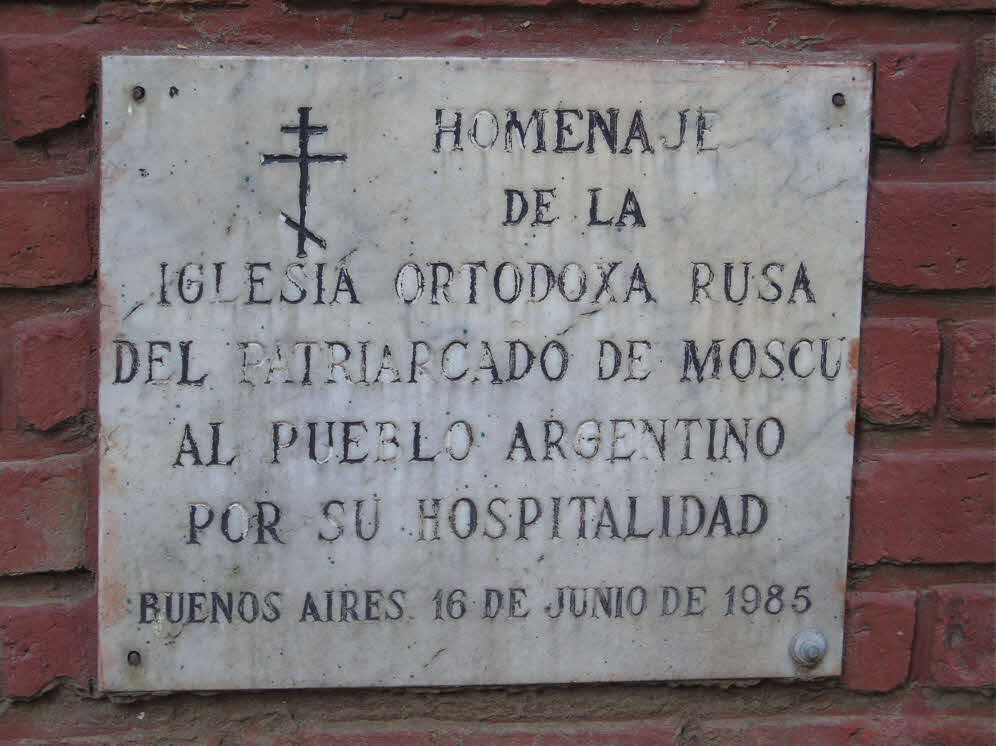 HOMENAJE
DE LA
IGLESIA ORTODOXA RUSA
DEL PATRIARCADO DE MOSCU
AL PUEBLO ARGENTINO
POR SU HOSPITALIDAD
BUENOS AIRES. 16 DE JUNIO DE 1985